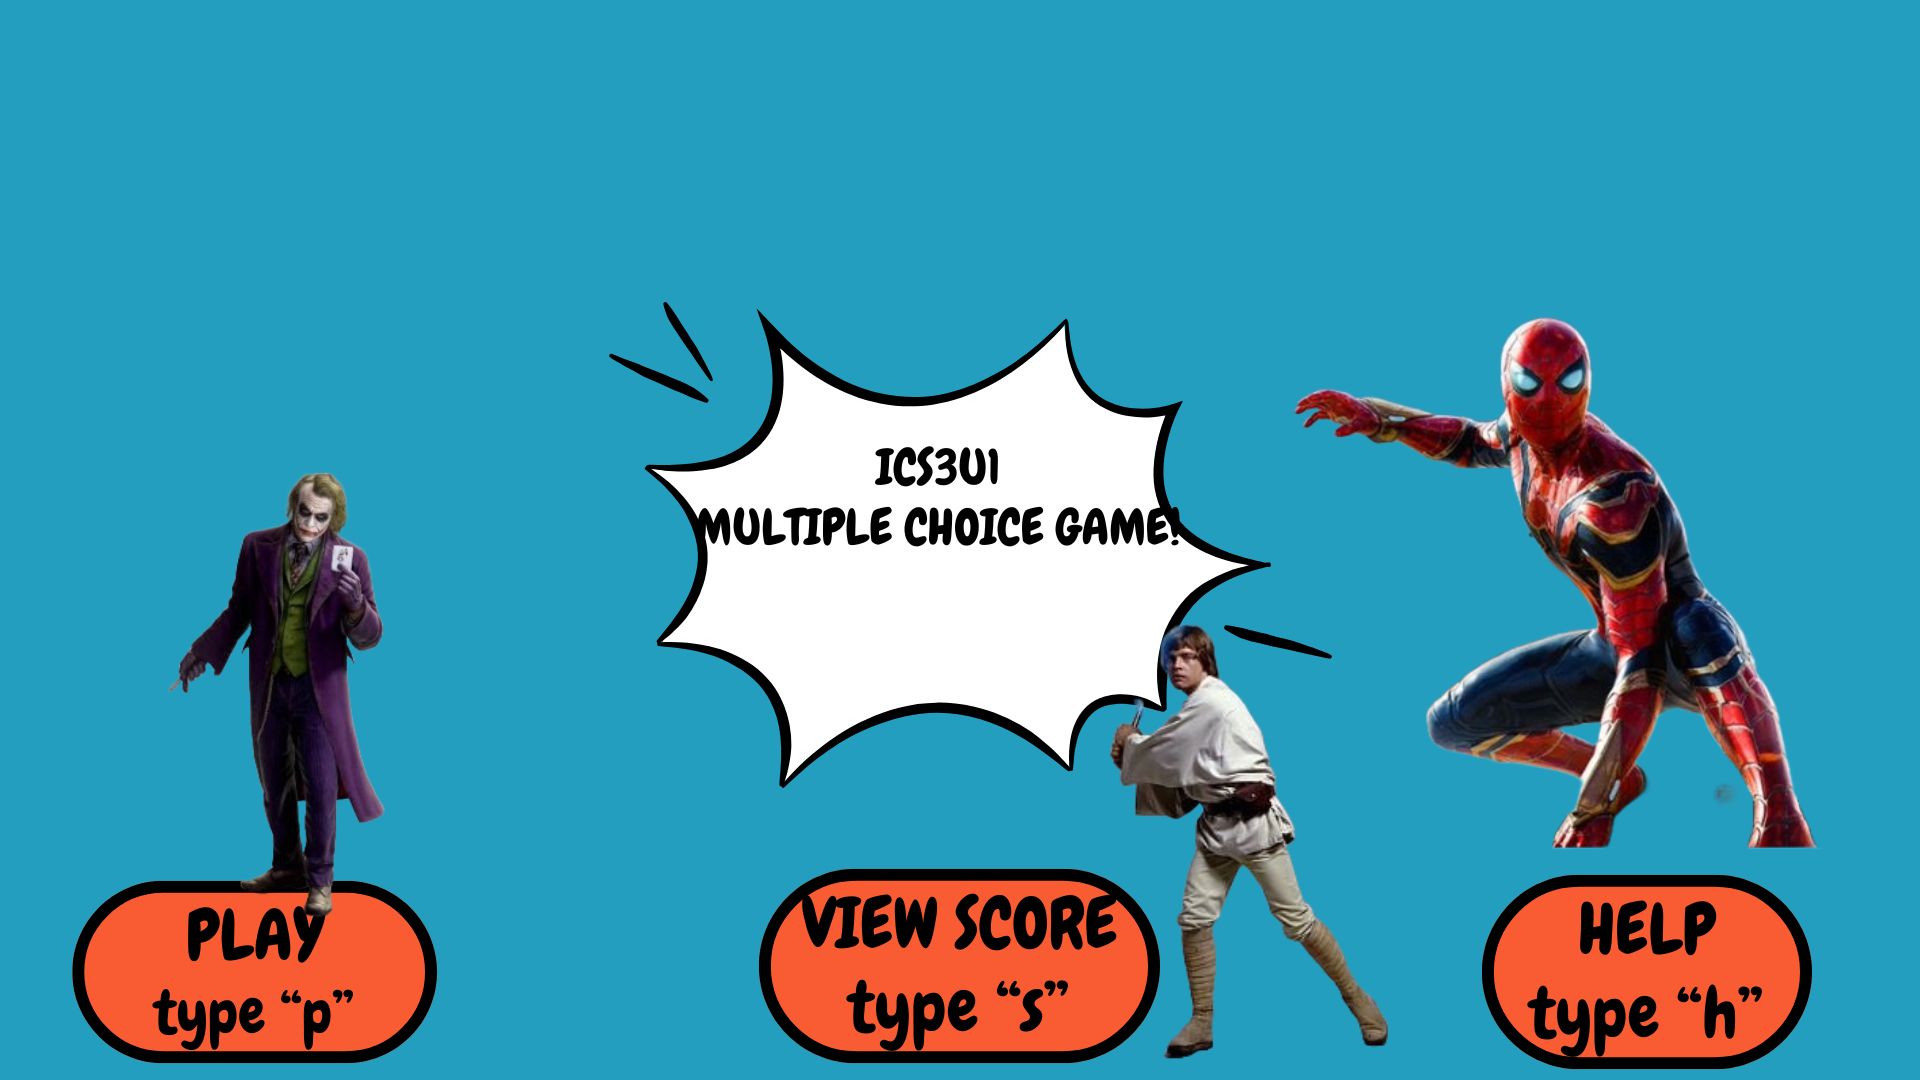 ICS3U1
MULTIPLE CHOICE GAME!
PLAY
type “p”
VIEW SCORE
type “s”
HELP
type “h”